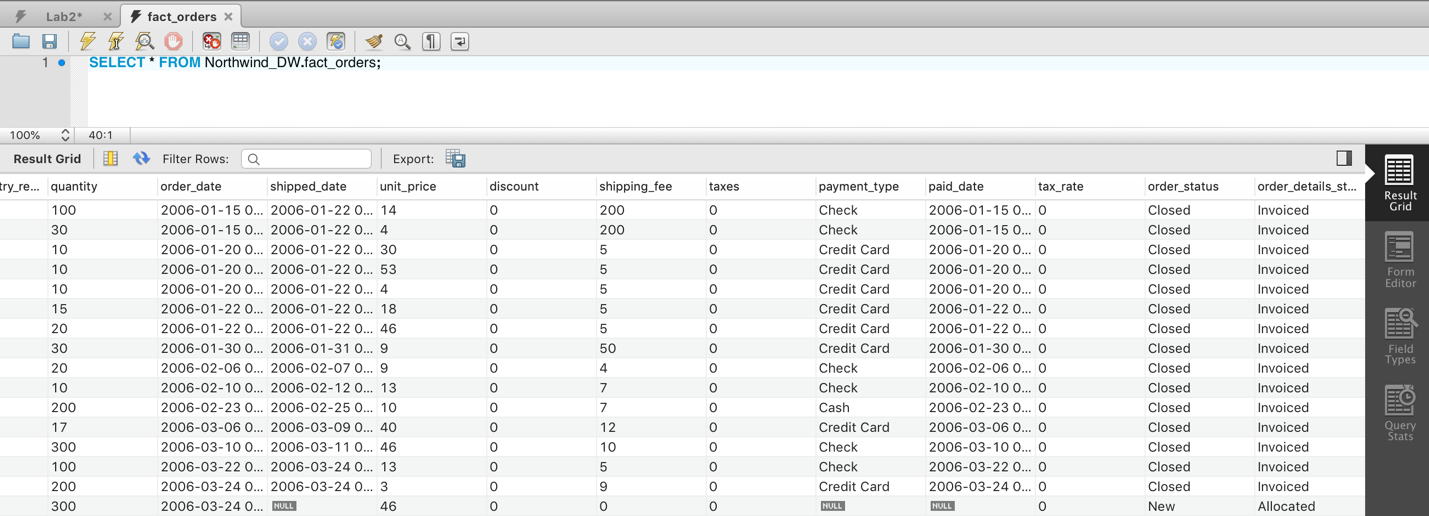 Lab2*
fact_orders
1 SELECT * FROM Northwind_DW.fact_orders;
100% 40:1
Result Grid Filter Rows: Export:
try_re... quantity order_date shipped_date unit_price discount shipping_fee taxes payment_type paid_date tax_rate order_status order_details_st...
100 2006-01-15 0... 2006-01-22 0... 14 0 200 0 Check 2006-01-15 0... 0 Closed Invoiced
30 2006-01-15 0... 2006-01-22 0... 4 0 200 0 Check 2006-01-15 0... 0 Closed Invoiced
10 2006-01-20 0... 2006-01-22 0... 30 0 5 0 Credit Card 2006-01-20 0... 0 Closed Invoiced
10 2006-01-20 0... 2006-01-22 0... 53 0 5 0 Credit Card 2006-01-20 0... 0 Closed Invoiced
10 2006-01-20 0... 2006-01-22 0... 4 0 5 0 Credit Card 2006-01-20 0... 0 Closed Invoiced
15 2006-01-22 0... 2006-01-22 0... 18 0 5 0 Credit Card 2006-01-22 0... 0 Closed Invoiced
20 2006-01-22 0... 2006-01-22 0... 46 0 5 0 Credit Card 2006-01-22 0... 0 Closed Invoiced
30 2006-01-30 0... 2006-01-31 0... 9 0 50 0 Credit Card 2006-01-30 0... 0 Closed Invoiced
20 2006-02-06 0... 2006-02-07 0... 9 0 4 0 Check 2006-02-06 0... 0 Closed Invoiced
10 2006-02-10 0... 2006-02-12 0... 13 0 7 0 Check 2006-02-10 0... 0 Closed Invoiced
200 2006-02-23 0... 2006-02-25 0... 10 0 7 0 Cash 2006-02-23 0... 0 Closed Invoiced
17 2006-03-06 0... 2006-03-09 0... 40 0 12 0 Credit Card 2006-03-06 0... 0 Closed Invoiced
300 2006-03-10 0... 2006-03-11 0... 46 0 10 0 Check 2006-03-10 0... 0 Closed Invoiced
100 2006-03-22 0... 2006-03-24 0... 13 0 5 0 Check 2006-03-22 0... 0 Closed Invoiced
200 2006-03-24 0... 2006-03-24 0... 3 0 9 0 Credit Card 2006-03-24 0... 0 Closed Invoiced
300 2006-03-24 0... NULL 46 0 0 0 NULL NULL 0 New Allocated
Result
Grid
Form
Editor
Field
Types
Query
Stats